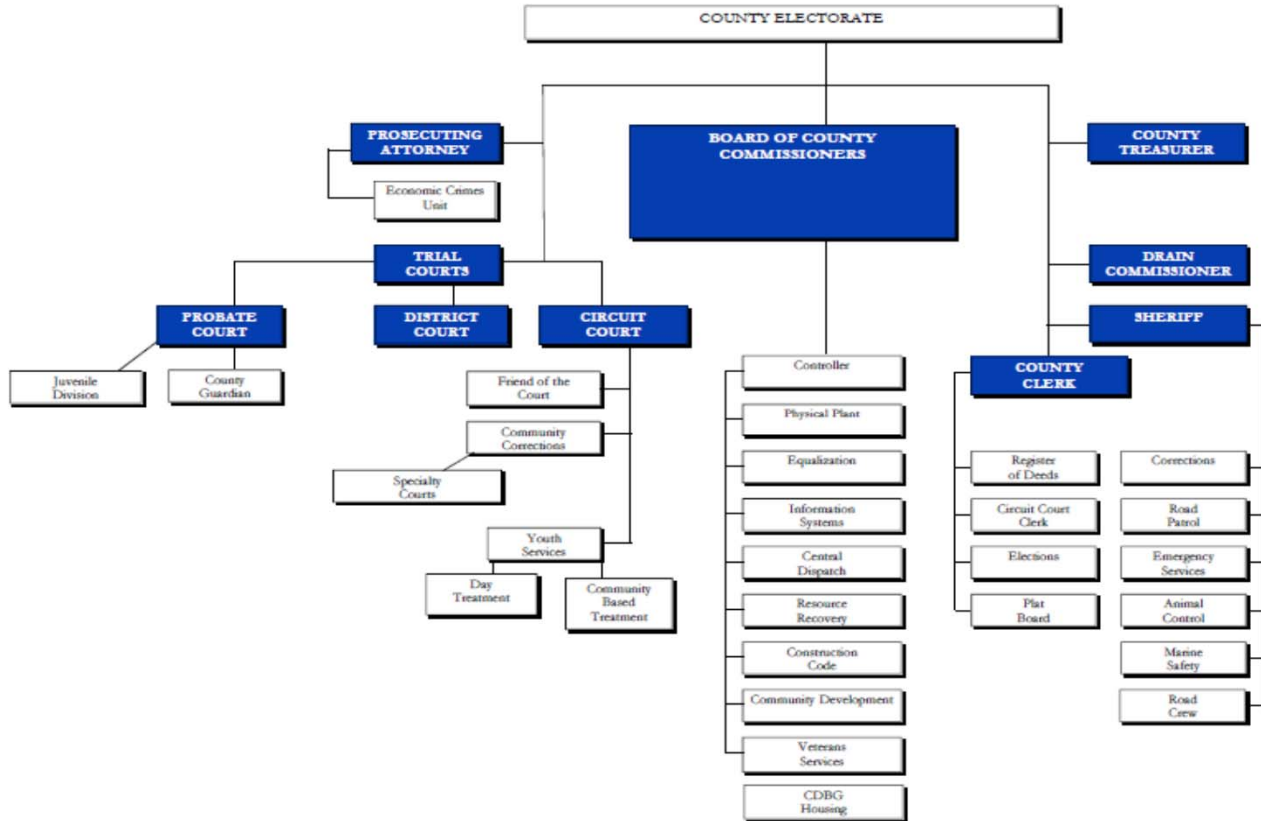 COUNTY ELECTORATE
PROSECUTING
ATTORNEY
BOARD OF COUNTY
COMMISSIONERS
COUNTY
TREASURER
Economic Crimes
Unit
TRIAL
COURTS
DRAIN
COMMISSIONER
PROBATE
COURT
DISTRICT
COURT
CIRCUIT
COURT
SHERIFF
Juvenile
Division
County
Guardian
Friend of the
Court
Community
Corrections
Specialty
Courts
Youth
Services
Day
Treatment
Community
Based
Treatment
Controller
Physical Plant
Equalization
Information
Systems
Central
Dispatch
Resource
Recovery
Construction
Code
Community Development
Veterans
Services
CDBG
Housing
COUNTY
CLERK
Register
of Deeds
Circuit Court
Clerk
Elections
Plat
Board
Corrections
Road
Patrol
Emergency
Services
Animal
Control
Marine
Safety
Road
Crew